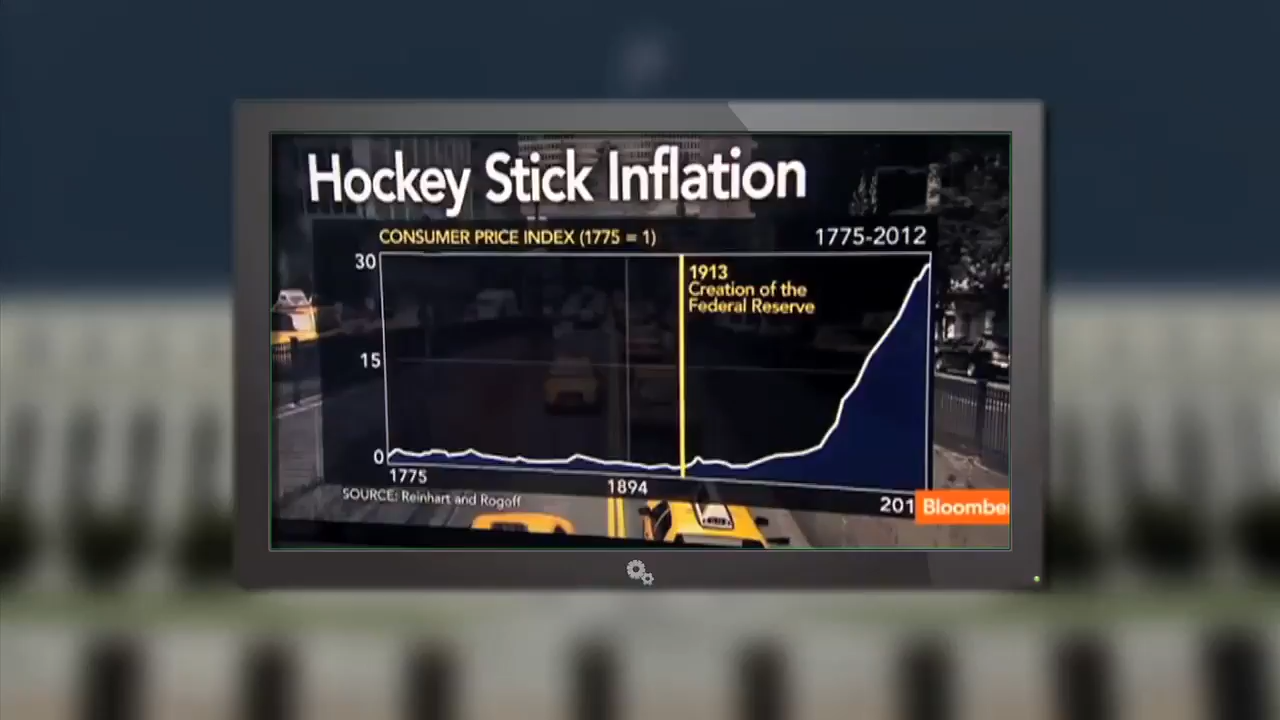 Hockey Stick Inflation
CONSUMER PRICE INDEX (1775 = 1)
1775-2012
30
1913
Creation of the
Federal Reserve
15
0
1775
1894
201
SOURCE: Reinhart and Rogoff
Bloombe